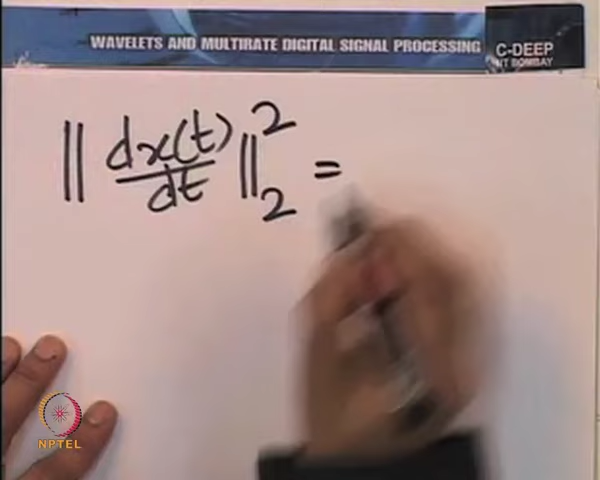 WAVELETS AND MULTIRATE DIGITAL SIGNAL PROCESSING
C-DEEP
IIT BOMBAY
|| dx(t)/dt ||₂² =
NPTEL